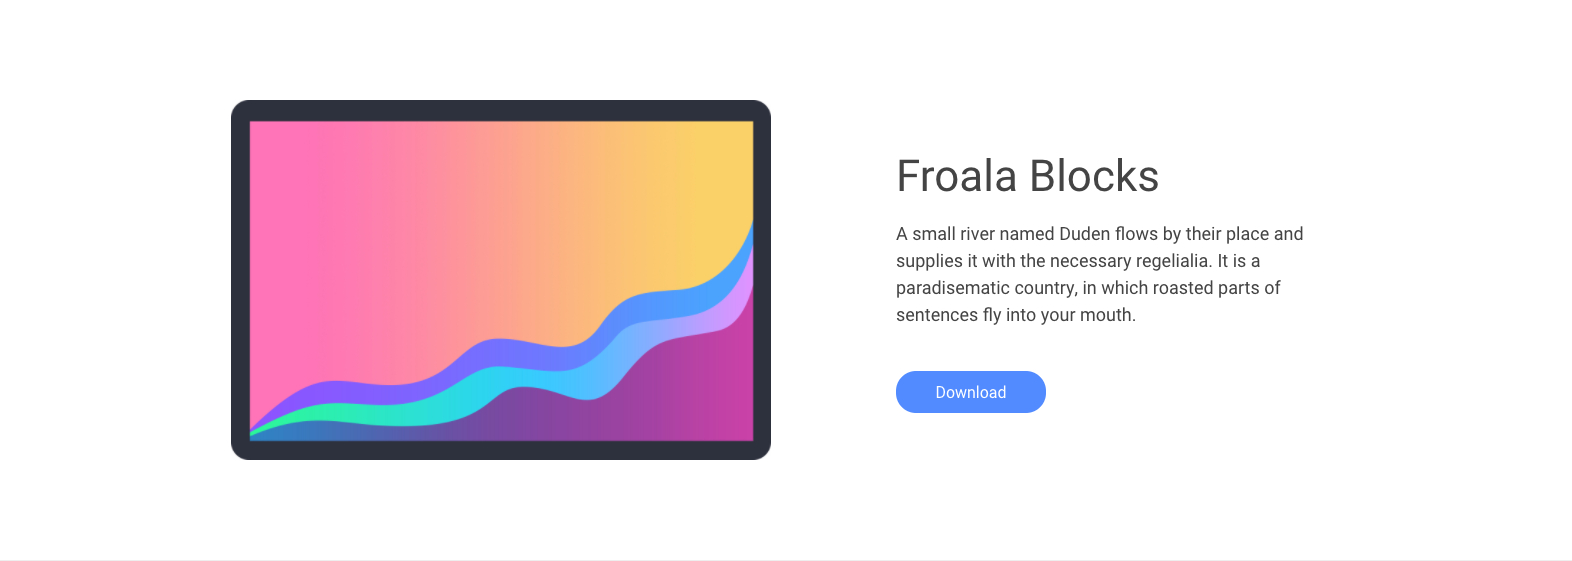 Froala Blocks
A small river named Duden flows by their place and
supplies it with the necessary regelialia. It is a
paradisematic country, in which roasted parts of
sentences fly into your mouth.
Download